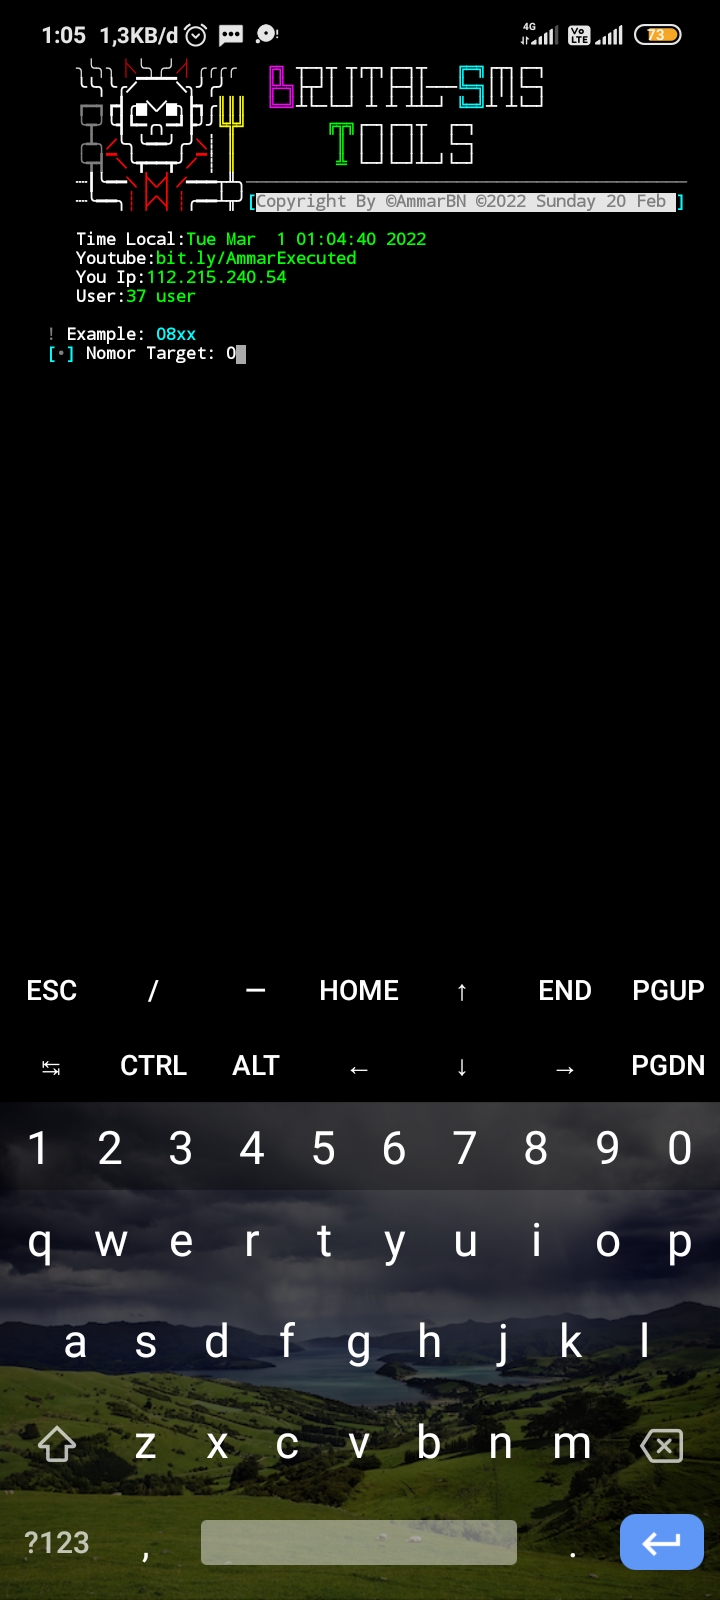 1:05 1,3KB/d 4G Vo LTE 73
BRUTAL-SMS
TOOLS
[Copyright By ©AmmarBN ©2022 Sunday 20 Feb ]
Time Local:Tue Mar  1 01:04:40 2022
Youtube:bit.ly/AmmarExecuted
You Ip:112.215.240.54
User:37 user
! Example: 08xx
[•] Nomor Target: 0
ESC / — HOME ↑ END PGUP
↹ CTRL ALT ← ↓ → PGDN
1 2 3 4 5 6 7 8 9 0
q w e r t y u i o p
a s d f g h j k l
z x c v b n m
?123 , .